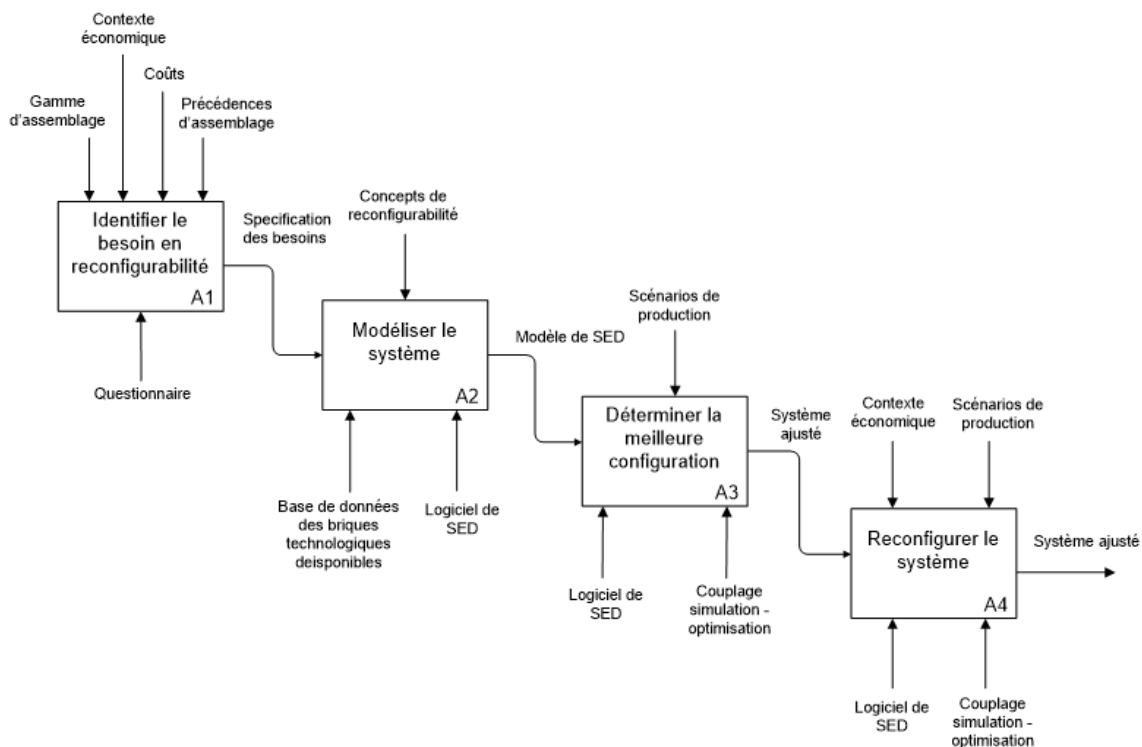 Contexte
économique
Coûts
Gamme
d'assemblage
Précédences
d'assemblage
Identifier le
besoin en
reconfigurabilité
A1
Questionnaire
Specification
des besoins
Concepts de
reconfigurabilité
Modéliser le
système
A2
Base de données
des briques
technologiques
deisponibles
Logiciel de
SED
Modèle de SED
Scénarios de
production
Déterminer la
meilleure
configuration
A3
Logiciel de
SED
Couplage
simulation -
optimisation
Système
ajusté
Contexte
économique
Scénarios de
production
Reconfigurer le
système
A4
Logiciel de
SED
Couplage
simulation -
optimisation
Système ajusté